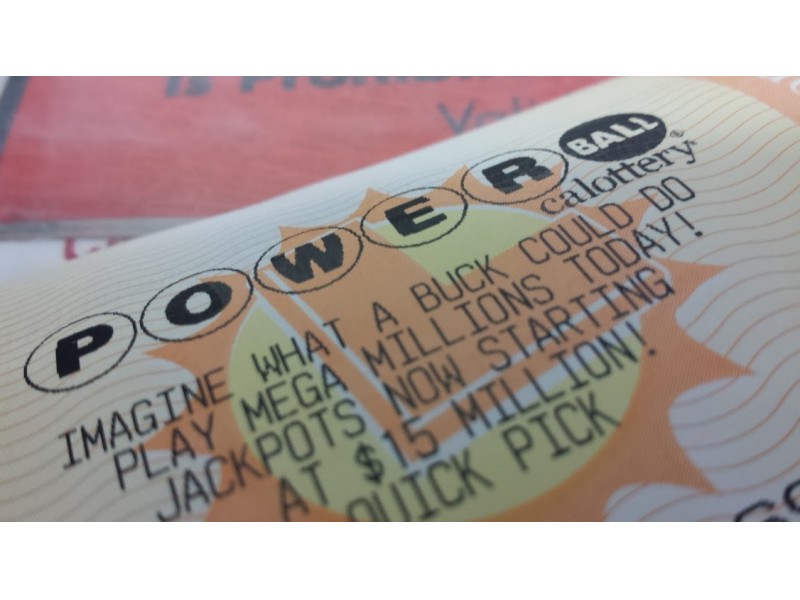 POWER BALL®
calottery
IMAGINE WHAT A BUCK COULD DO
PLAY MEGA MILLIONS TODAY!
JACKPOTS NOW STARTING
AT $15 MILLION!
QUICK PICK